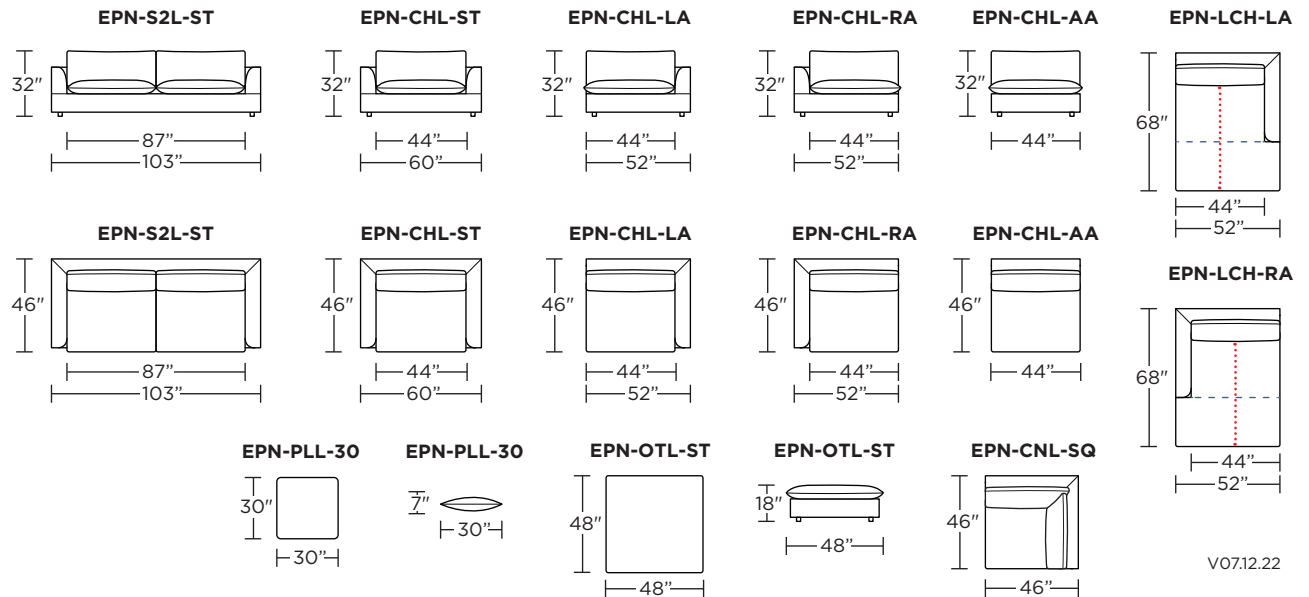 EPN-S2L-ST EPN-CHL-ST EPN-CHL-LA EPN-CHL-RA EPN-CHL-AA EPN-LCH-LA
32" 32" 32" 32" 32" 68"
87” 44” 44” 44” 44”
103” 60” 52” 52”
44”
52”
EPN-S2L-ST EPN-CHL-ST EPN-CHL-LA EPN-CHL-RA EPN-CHL-AA
EPN-LCH-RA
46" 46" 46" 46" 46" 68"
87” 44” 44” 44” 44”
103” 60” 52” 52”
44”
52”
EPN-PLL-30 EPN-PLL-30 EPN-OTL-ST EPN-OTL-ST EPN-CNL-SQ
30" 7" 48" 18" 46"
30” 30” 48” 48” 46”
V07.12.22